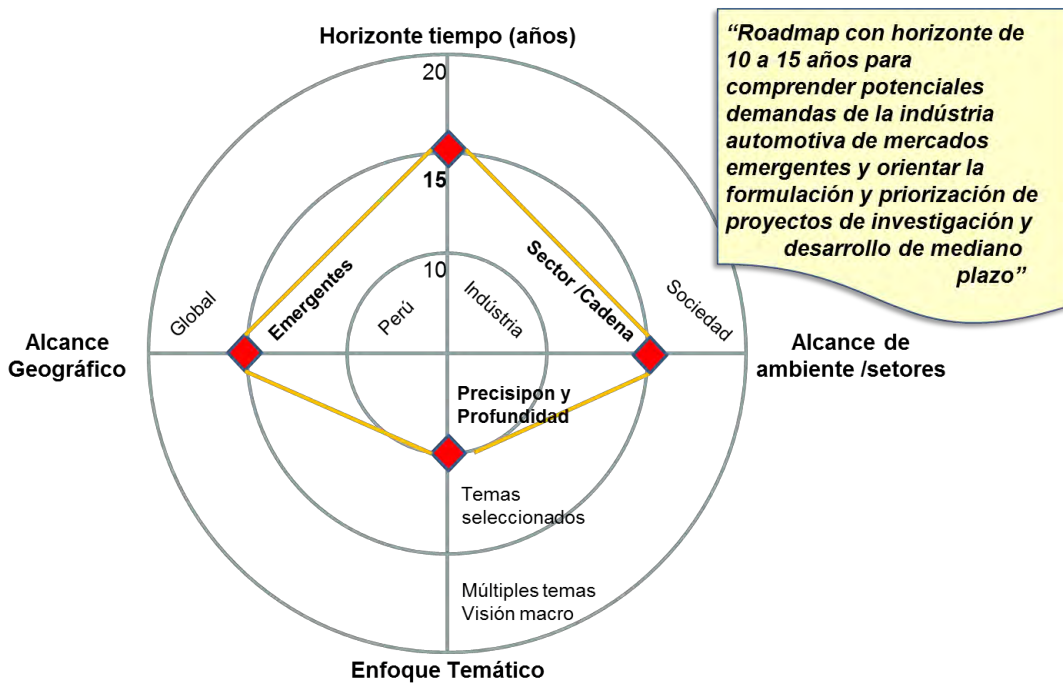 Horizonte tiempo (años)
20
15
10
Global
Emergentes
Perú
Indústria
Sector /Cadena
Sociedad
Alcance
Geográfico
Alcance de
ambiente /setores
Precisipon y
Profundidad
Temas
seleccionados
Múltiples temas
Visión macro
Enfoque Temático
“Roadmap con horizonte de
10 a 15 años para
comprender potenciales
demandas de la indústria
automotiva de mercados
emergentes y orientar la
formulación y priorización de
proyectos de investigación y
desarrollo de mediano
plazo”